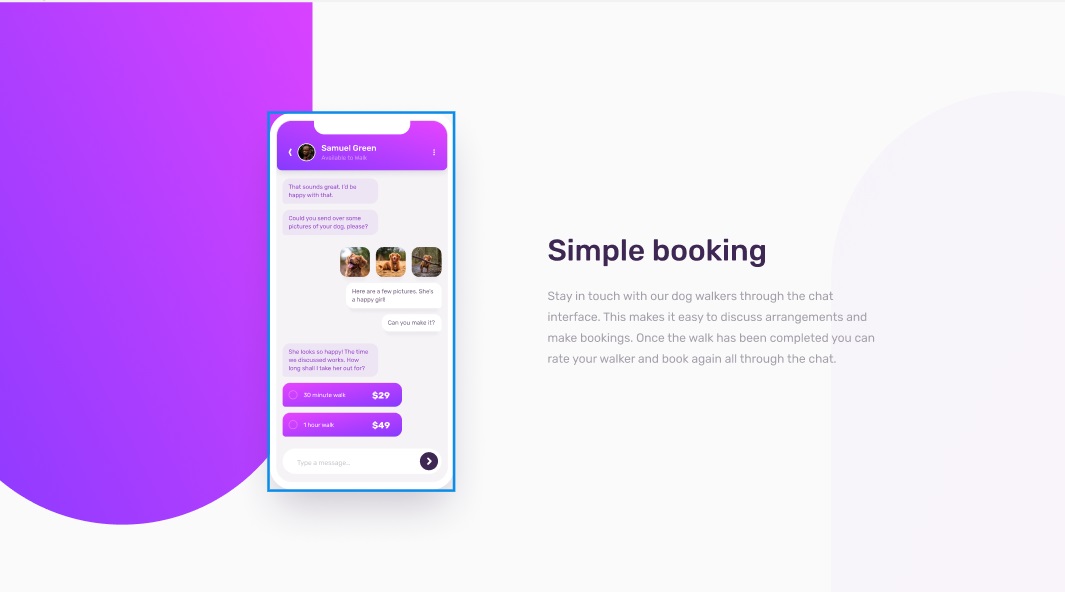 Samuel Green
Available to Walk
That sounds great. I'd be
happy with that.
Could you send over some
pictures of your dog, please?
Here are a few pictures. She's
a happy girl!
Can you make it?
She looks so happy! The time
we discussed works. How
long shall I take her out for?
30 minute walk $29
1 hour walk $49
Type a message…
Simple booking
Stay in touch with our dog walkers through the chat
interface. This makes it easy to discuss arrangements and
make bookings. Once the walk has been completed you can
rate your walker and book again all through the chat.